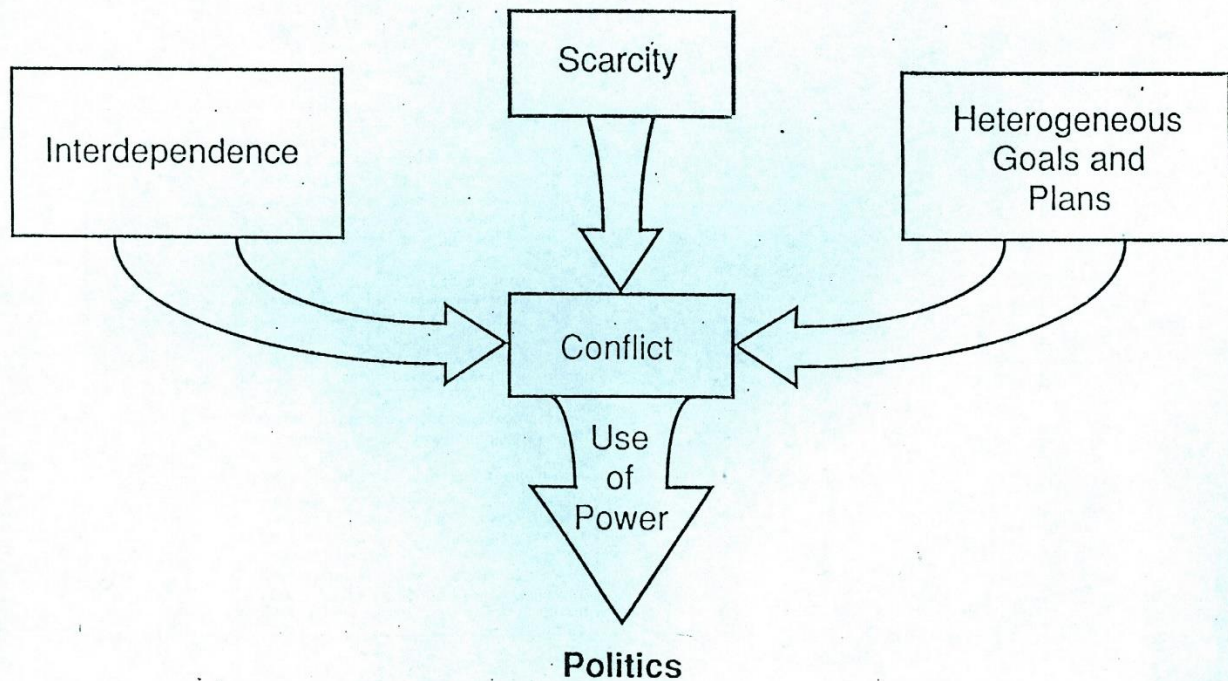 Scarcity
Interdependence
Heterogeneous
Goals and
Plans
Conflict
Use
of
Power
Politics